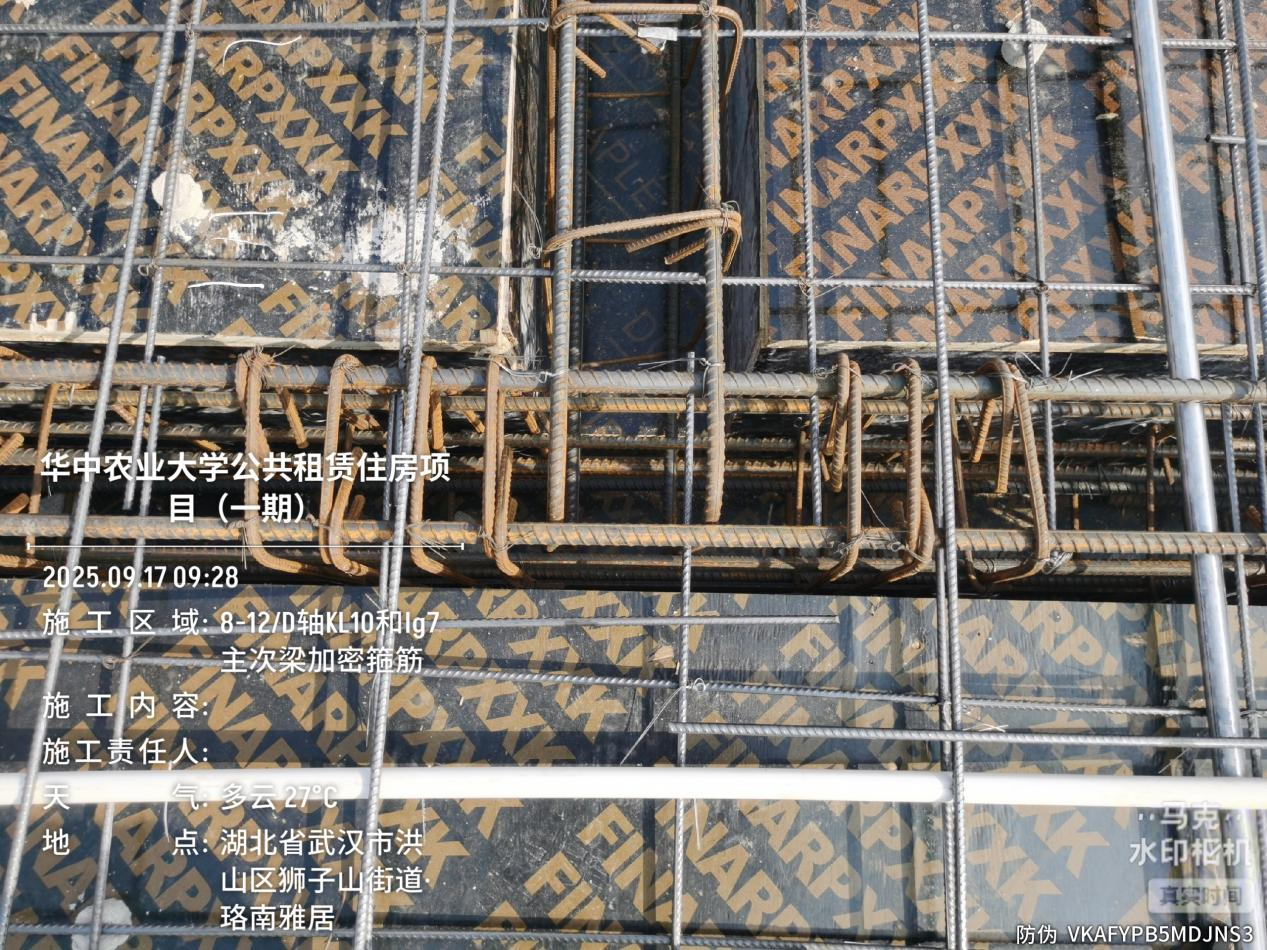 FINARPXXK
FINARPXXK
FINARPXXK
华中农业大学公共租赁住房项
目（一期）
2025.09.17 09:28
施工区域: 8-12/D轴KL10和lg7
主次梁加密箍筋
施工内容:
施工责任人:
天气: 多云 27℃
地点: 湖北省武汉市洪
山区狮子山街道·
珞南雅居
马克
水印相机
真实时间
防伪 VKAFYPB5MDJNS3